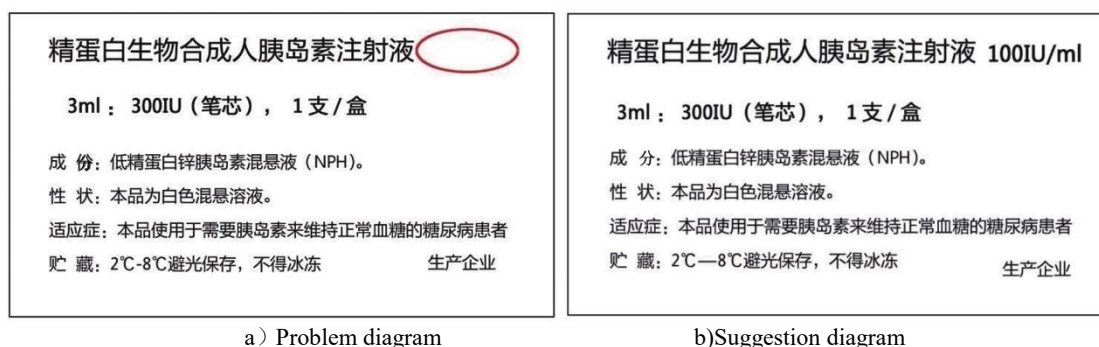 精蛋白生物合成人胰岛素注射液
3ml： 300IU（笔芯）， 1 支 / 盒
成 份：低精蛋白锌胰岛素混悬液（NPH）。
性 状：本品为白色混悬溶液。
适应症：本品使用于需要胰岛素来维持正常血糖的糖尿病患者
贮 藏：2℃-8℃避光保存，不得冰冻 生产企业
a）Problem diagram
精蛋白生物合成人胰岛素注射液 100IU/ml
3ml： 300IU（笔芯）， 1 支 / 盒
成 分：低精蛋白锌胰岛素混悬液（NPH）。
性 状：本品为白色混悬溶液。
适应症：本品使用于需要胰岛素来维持正常血糖的糖尿病患者
贮 藏：2℃—8℃避光保存，不得冰冻 生产企业
b)Suggestion diagram